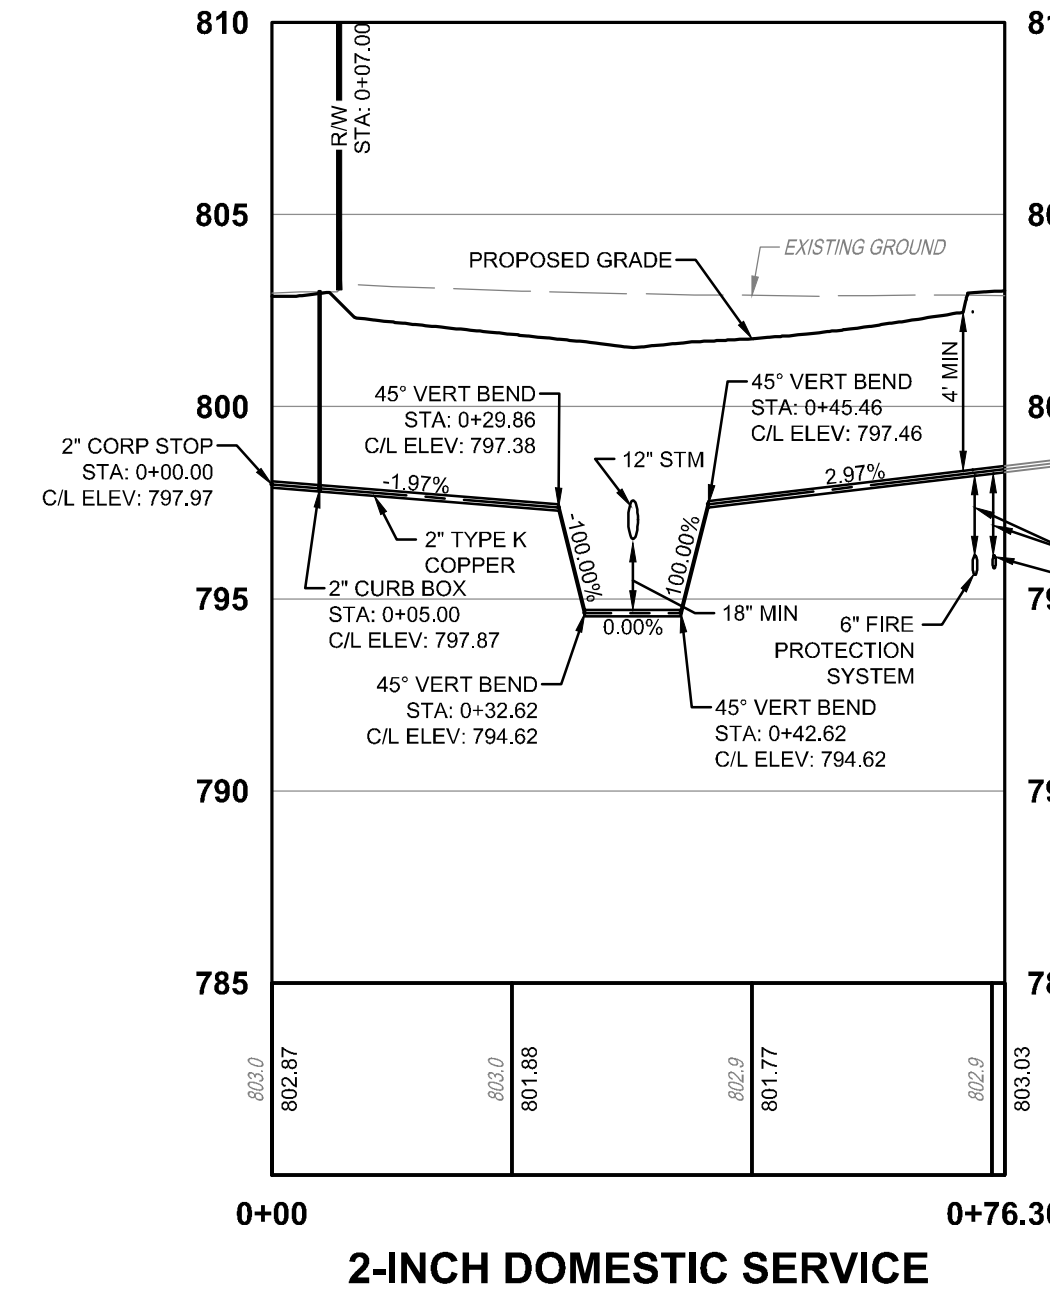 810
R/W
STA: 0+07.00
805
PROPOSED GRADE
EXISTING GROUND
800
45° VERT BEND
STA: 0+29.86
C/L ELEV: 797.38
45° VERT BEND
STA: 0+45.46
C/L ELEV: 797.46
4' MIN
2" CORP STOP
STA: 0+00.00
C/L ELEV: 797.97
-1.97%
12" STM
2.97%
2" TYPE K
COPPER
-100.00%
100.00%
795
2" CURB BOX
STA: 0+05.00
C/L ELEV: 797.87
0.00%
18" MIN
6" FIRE
PROTECTION
SYSTEM
45° VERT BEND
STA: 0+32.62
C/L ELEV: 794.62
45° VERT BEND
STA: 0+42.62
C/L ELEV: 794.62
790
785
803.0
802.87
803.0
801.88
802.9
801.77
802.9
803.03
0+00
0+76.30
2-INCH DOMESTIC SERVICE